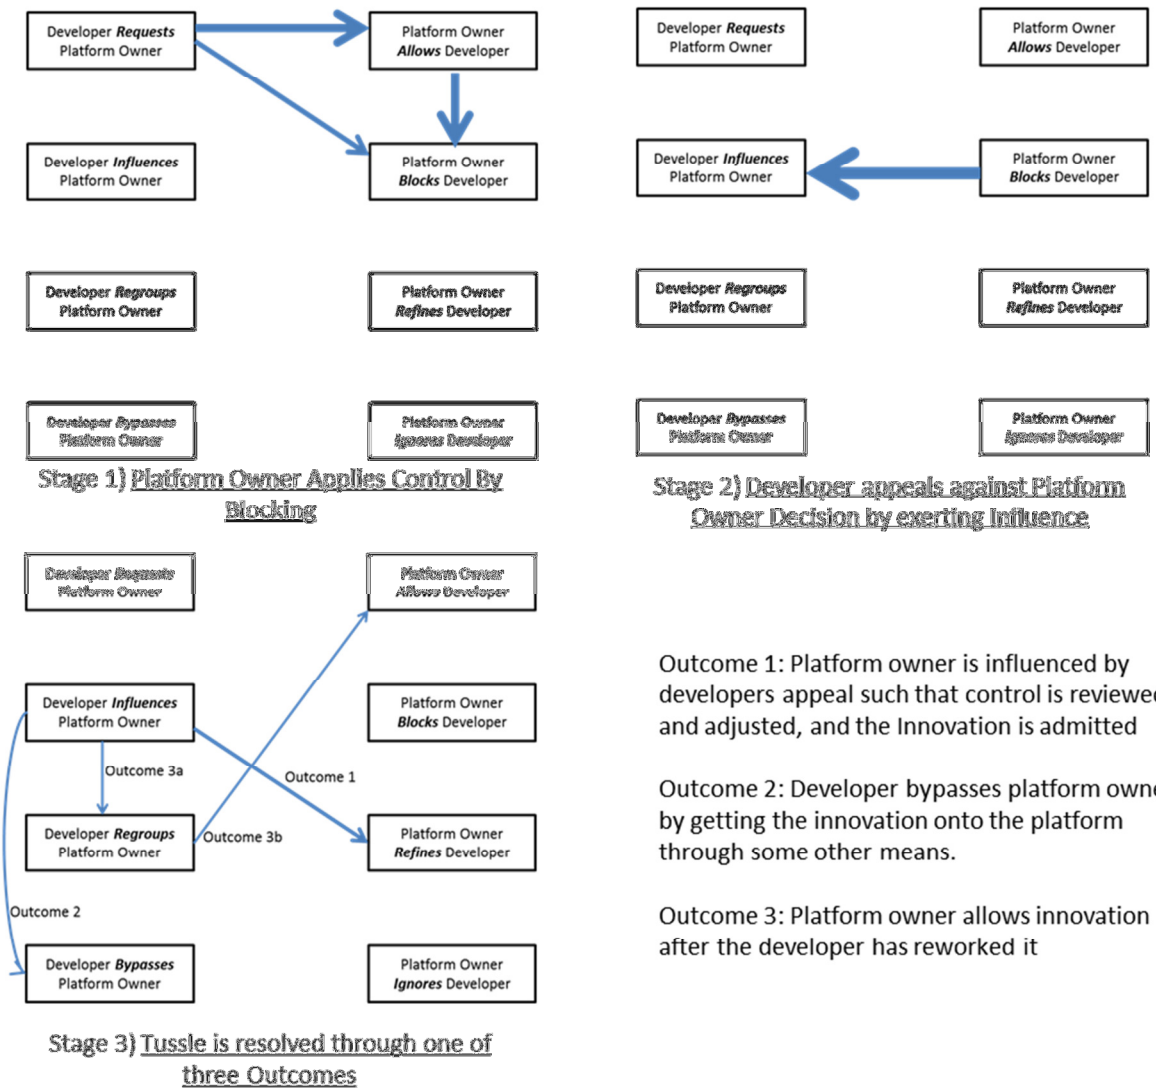 Developer Requests
Platform Owner
Platform Owner
Allows Developer
Developer Influences
Platform Owner
Platform Owner
Blocks Developer
Developer Regroups
Platform Owner
Platform Owner
Refines Developer
Developer Bypasses
Platform Owner
Platform Owner
Ignores Developer
Stage 1) Platform Owner Applies Control By
Blocking
Developer Requests
Platform Owner
Platform Owner
Allows Developer
Developer Influences
Platform Owner
Platform Owner
Blocks Developer
Developer Regroups
Platform Owner
Platform Owner
Refines Developer
Developer Bypasses
Platform Owner
Platform Owner
Ignores Developer
Stage 2) Developer appeals against Platform
Owner Decision by exerting Influence
Developer Requests
Platform Owner
Platform Owner
Allows Developer
Developer Influences
Platform Owner
Platform Owner
Blocks Developer
Outcome 3a
Outcome 1
Developer Regroups
Platform Owner
Outcome 3b
Platform Owner
Refines Developer
Outcome 2
Developer Bypasses
Platform Owner
Platform Owner
Ignores Developer
Stage 3) Tussle is resolved through one of
three Outcomes
Outcome 1: Platform owner is influenced by
developers appeal such that control is reviewe
and adjusted, and the Innovation is admitted
Outcome 2: Developer bypasses platform owne
by getting the innovation onto the platform
through some other means.
Outcome 3: Platform owner allows innovation
after the developer has reworked it